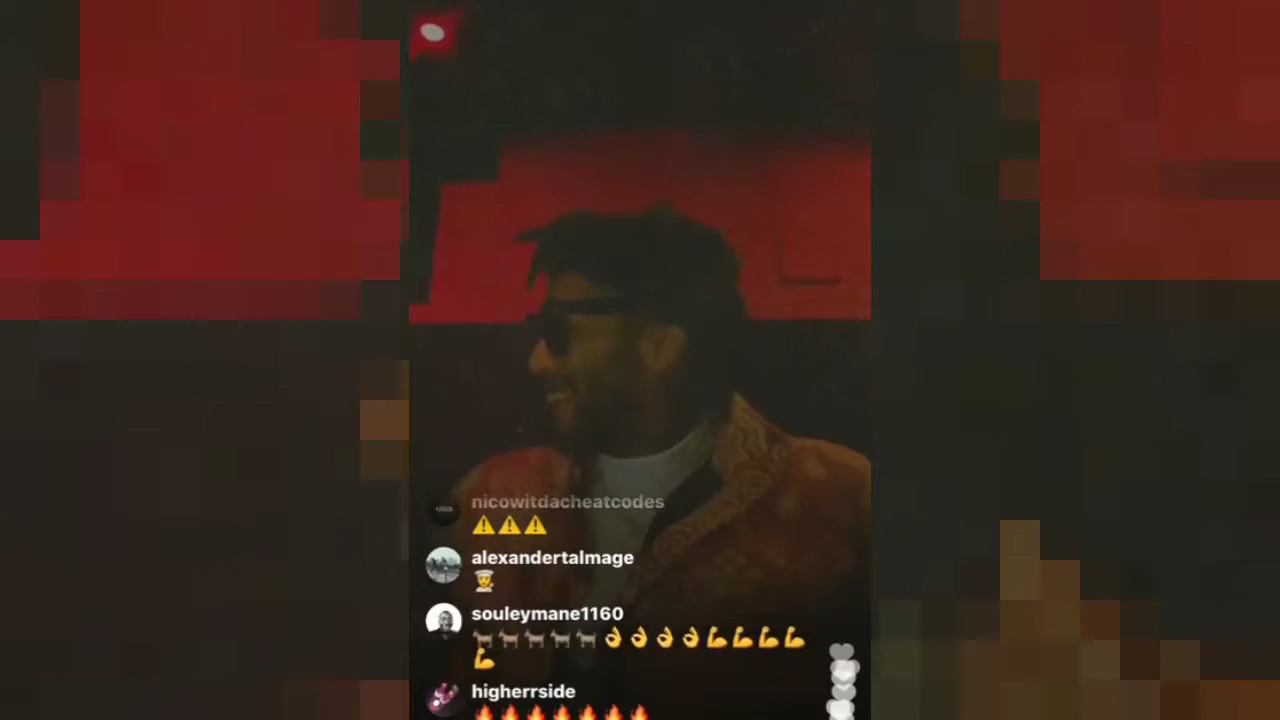 nicowitdacheatcodes
⚠️⚠️⚠️
alexandertalmage
👨‍🍳
souleymane1160
🐐🐐🐐🐐🐐👌👌👌👌💪💪💪💪
💪
higherrside
🔥🔥🔥🔥🔥🔥🔥